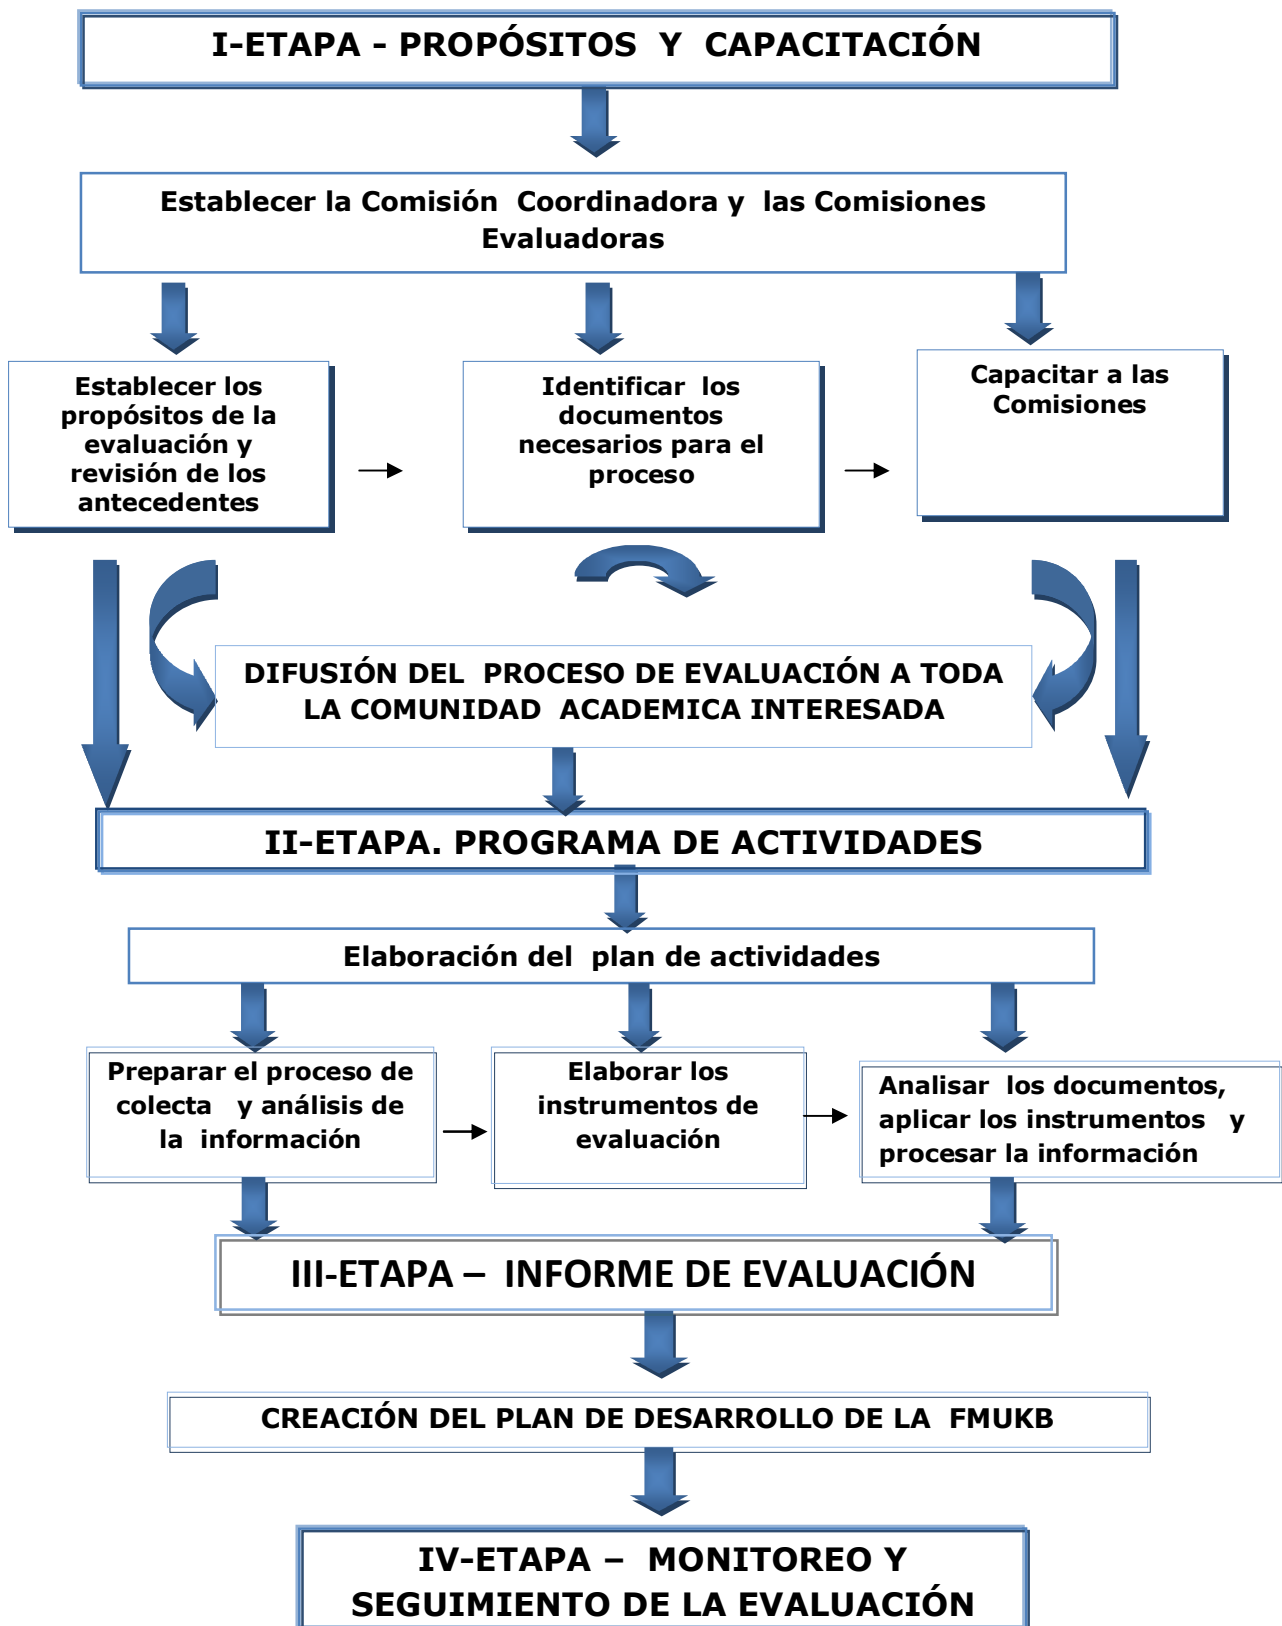 I-ETAPA - PROPÓSITOS Y CAPACITACIÓN
Establecer la Comisión Coordinadora y las Comisiones
Evaluadoras
Establecer los
propósitos de la
evaluación y
revisión de los
antecedentes
Identificar los
documentos
necesarios para el
proceso
Capacitar a las
Comisiones
DIFUSIÓN DEL PROCESO DE EVALUACIÓN A TODA
LA COMUNIDAD ACADEMICA INTERESADA
II-ETAPA. PROGRAMA DE ACTIVIDADES
Elaboración del plan de actividades
Preparar el proceso de
colecta y análisis de
la información
Elaborar los
instrumentos de
evaluación
Analisar los documentos,
aplicar los instrumentos y
procesar la información
III-ETAPA – INFORME DE EVALUACIÓN
CREACIÓN DEL PLAN DE DESARROLLO DE LA FMUKB
IV-ETAPA – MONITOREO Y
SEGUIMIENTO DE LA EVALUACIÓN